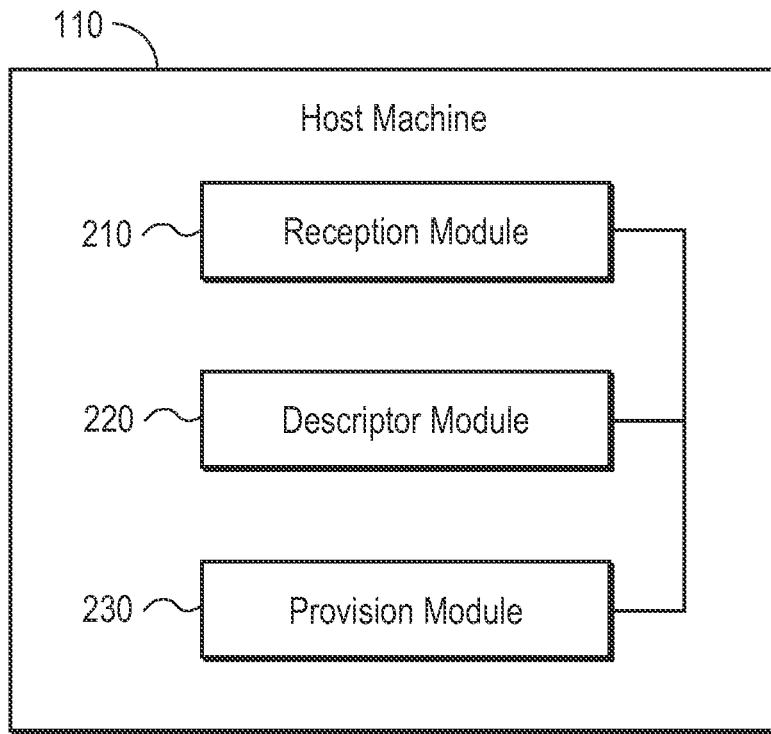 110
Host Machine
210 Reception Module
220 Descriptor Module
230 Provision Module